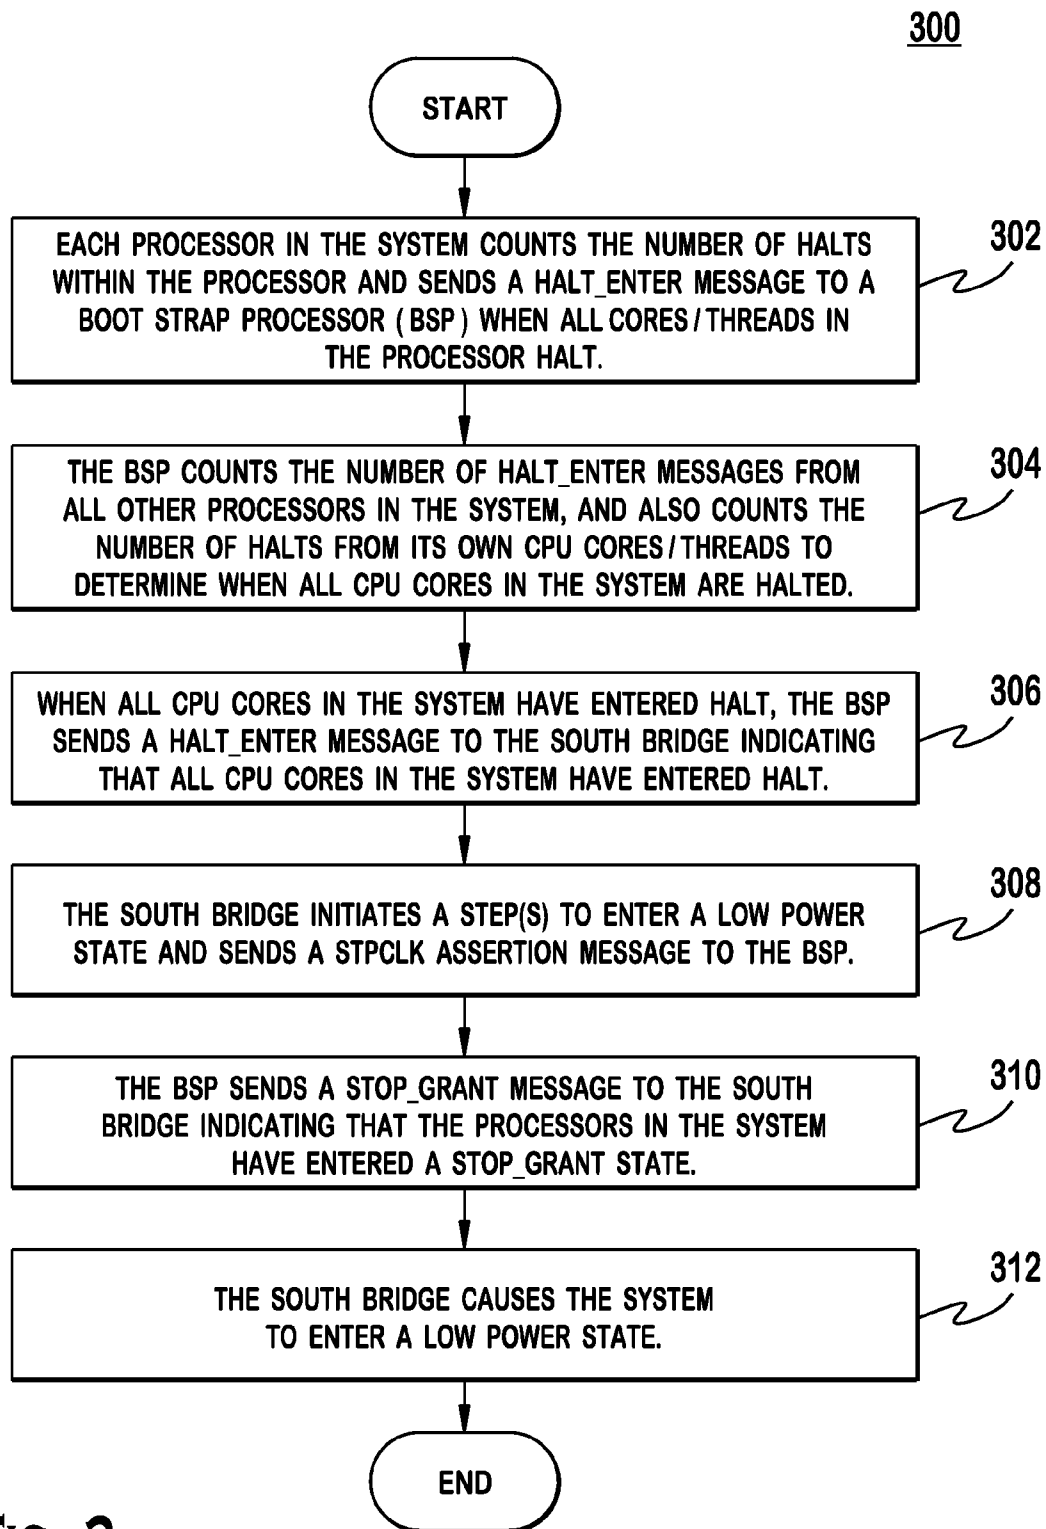 300
START
EACH PROCESSOR IN THE SYSTEM COUNTS THE NUMBER OF HALTS
WITHIN THE PROCESSOR AND SENDS A HALT_ENTER MESSAGE TO A
BOOT STRAP PROCESSOR (BSP) WHEN ALL CORES/THREADS IN
THE PROCESSOR HALT.
302
THE BSP COUNTS THE NUMBER OF HALT_ENTER MESSAGES FROM
ALL OTHER PROCESSORS IN THE SYSTEM, AND ALSO COUNTS THE
NUMBER OF HALTS FROM ITS OWN CPU CORES/THREADS TO
DETERMINE WHEN ALL CPU CORES IN THE SYSTEM ARE HALTED.
304
WHEN ALL CPU CORES IN THE SYSTEM HAVE ENTERED HALT, THE BSP
SENDS A HALT_ENTER MESSAGE TO THE SOUTH BRIDGE INDICATING
THAT ALL CPU CORES IN THE SYSTEM HAVE ENTERED HALT.
306
THE SOUTH BRIDGE INITIATES A STEP(S) TO ENTER A LOW POWER
STATE AND SENDS A STPCLK ASSERTION MESSAGE TO THE BSP.
308
THE BSP SENDS A STOP_GRANT MESSAGE TO THE SOUTH
BRIDGE INDICATING THAT THE PROCESSORS IN THE SYSTEM
HAVE ENTERED A STOP_GRANT STATE.
310
THE SOUTH BRIDGE CAUSES THE SYSTEM
TO ENTER A LOW POWER STATE.
312
END